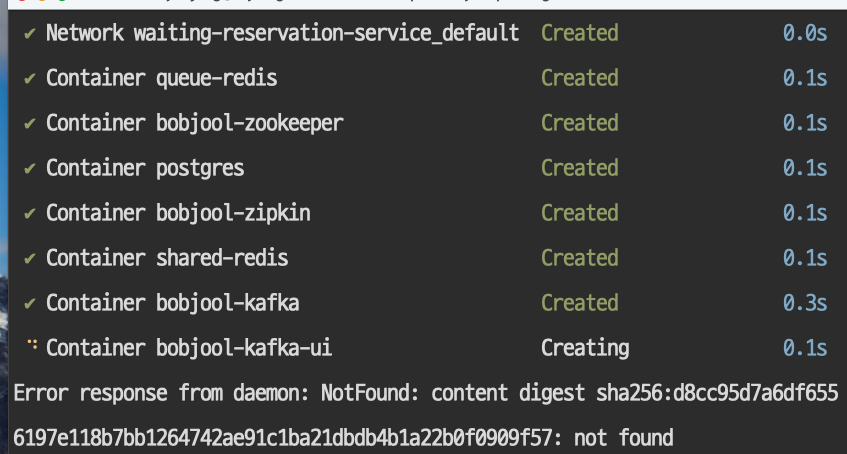 ✔ Network waiting-reservation-service_default Created 0.0s
✔ Container queue-redis Created 0.1s
✔ Container bobjool-zookeeper Created 0.1s
✔ Container postgres Created 0.1s
✔ Container bobjool-zipkin Created 0.1s
✔ Container shared-redis Created 0.1s
✔ Container bobjool-kafka Created 0.3s
⠙ Container bobjool-kafka-ui Creating 0.1s
Error response from daemon: NotFound: content digest sha256:d8cc95d7a6df655
6197e118b7bb1264742ae91c1ba21dbdb4b1a22b0f0909f57: not found